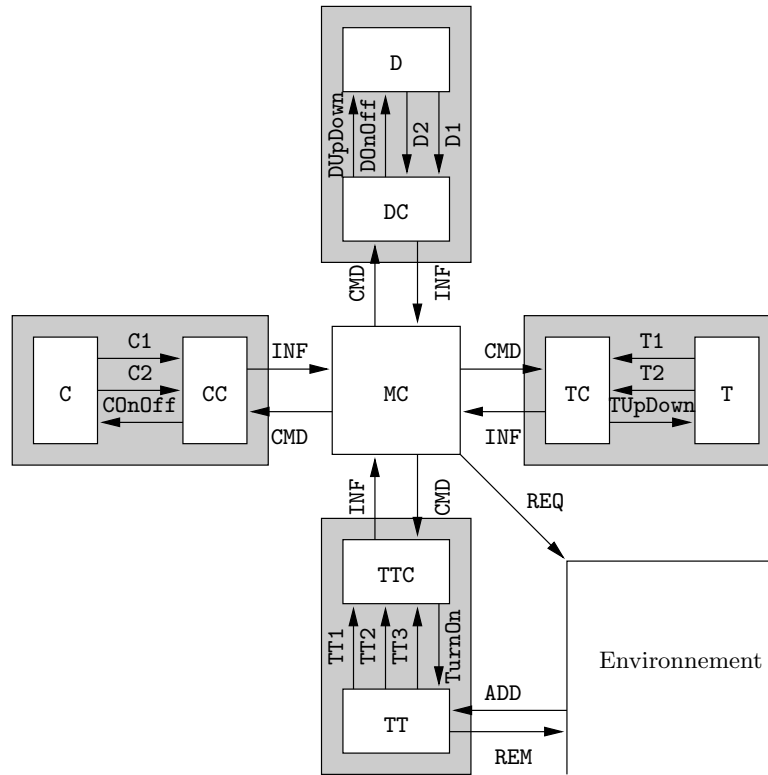 D
DUpDown
DOnOff
D2
D1
DC
CMD
INF
C1
C2
COnOff
C
CC
INF
CMD
MC
CMD
INF
T1
T2
TUpDown
TC
T
INF
CMD
REQ
TTC
TT1
TT2
TT3
TurnOn
TT
ADD
REM
Environnement